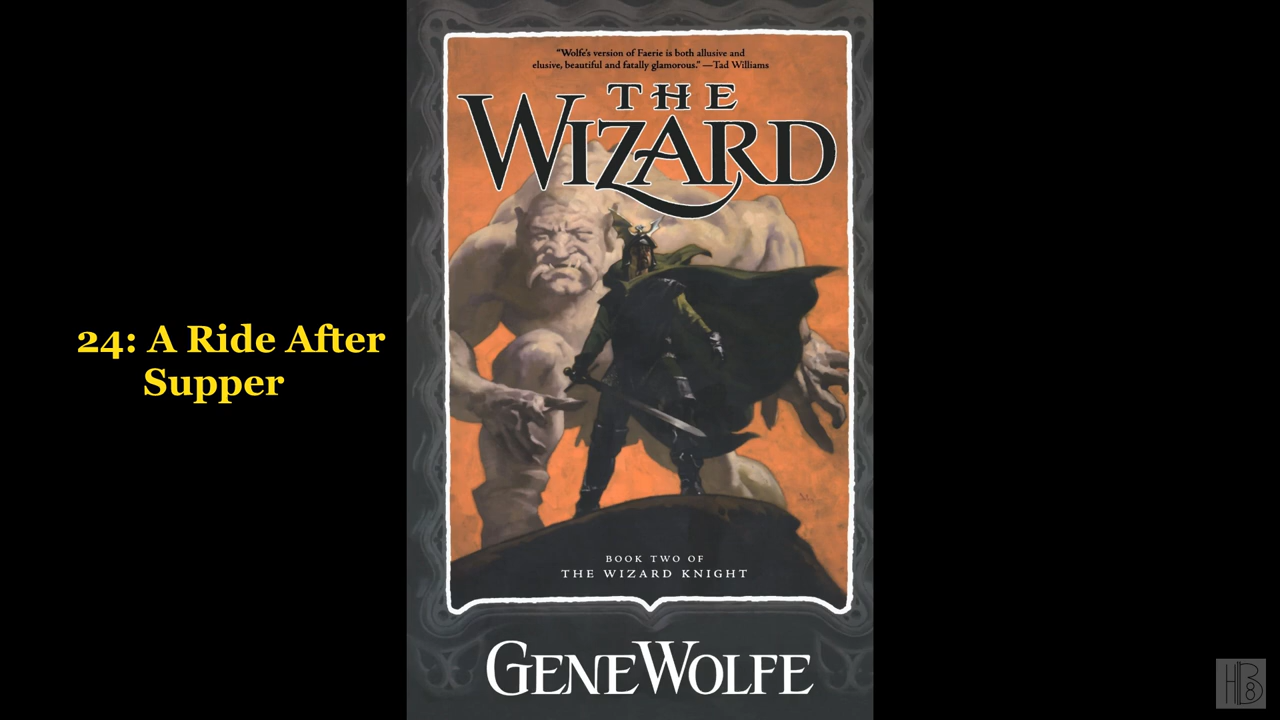 24: A Ride After
Supper
“Wolfe's version of Faerie is both allusive and
elusive, beautiful and fatally glamorous.” —Tad Williams
THE
WIZARD
BOOK TWO OF
THE WIZARD KNIGHT
GENE WOLFE
HB8